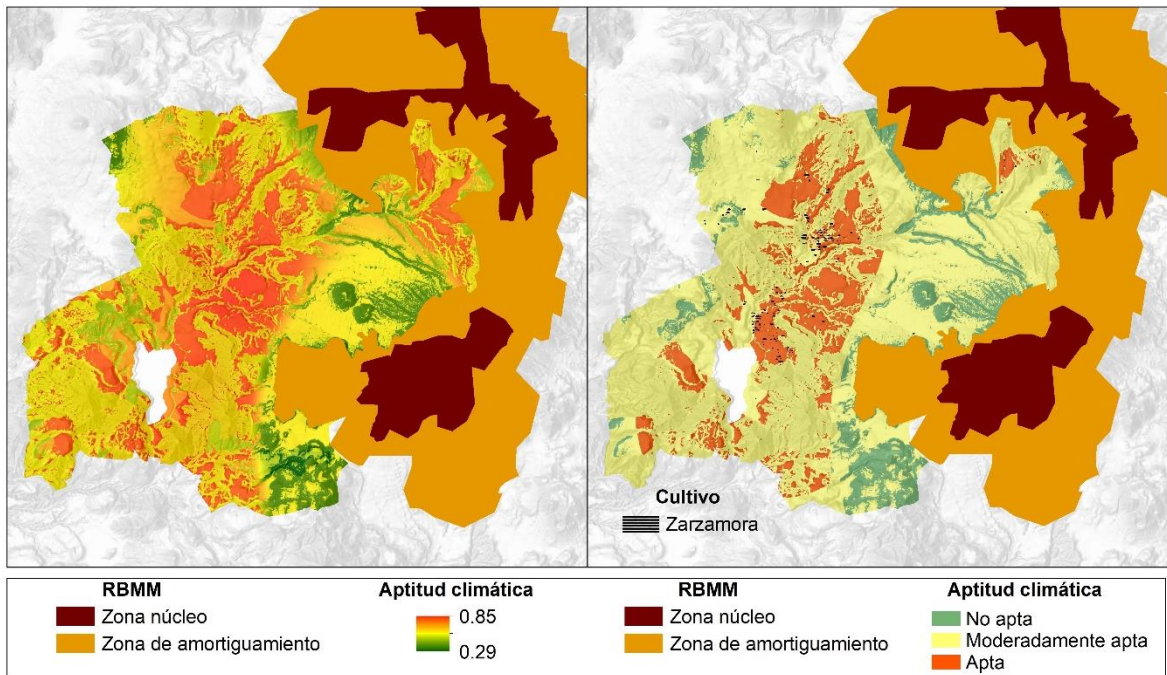 Cultivo
Zarzamora
RBMM
Zona núcleo
Zona de amortiguamiento
Aptitud climática
0.85
0.29
RBMM
Zona núcleo
Zona de amortiguamiento
Aptitud climática
No apta
Moderadamente apta
Apta